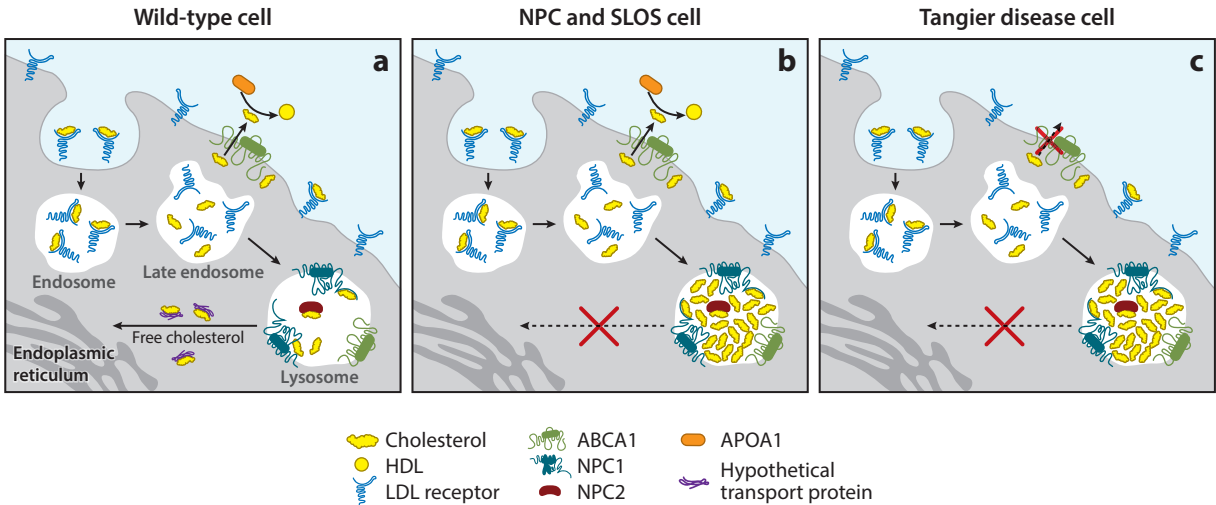 Wild-type cell
NPC and SLOS cell
Tangier disease cell
a
b
c
Endosome
Late endosome
Free cholesterol
Endoplasmic
reticulum
Lysosome
Cholesterol
HDL
LDL receptor
ABCA1
NPC1
NPC2
APOA1
Hypothetical
transport protein